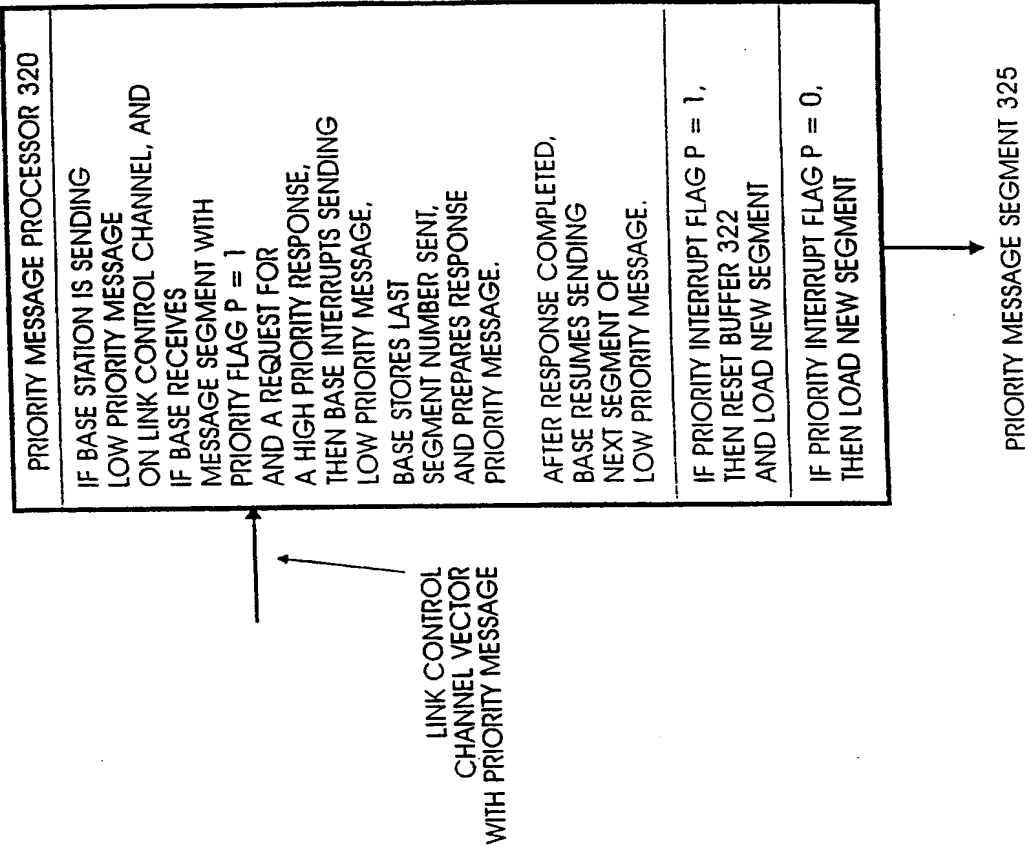 PRIORITY MESSAGE PROCESSOR 320
IF BASE STATION IS SENDING
LOW PRIORITY MESSAGE
ON LINK CONTROL CHANNEL, AND
IF BASE RECEIVES
MESSAGE SEGMENT WITH
PRIORITY FLAG P = 1
AND A REQUEST FOR
A HIGH PRIORITY RESPONSE,
THEN BASE INTERRUPTS SENDING
LOW PRIORITY MESSAGE,
BASE STORES LAST
SEGMENT NUMBER SENT,
AND PREPARES RESPONSE
PRIORITY MESSAGE.
AFTER RESPONSE COMPLETED,
BASE RESUMES SENDING
NEXT SEGMENT OF
LOW PRIORITY MESSAGE.
IF PRIORITY INTERRUPT FLAG P = 1,
THEN RESET BUFFER 322
AND LOAD NEW SEGMENT
IF PRIORITY INTERRUPT FLAG P = 0,
THEN LOAD NEW SEGMENT
LINK CONTROL
CHANNEL VECTOR
WITH PRIORITY MESSAGE
PRIORITY MESSAGE SEGMENT 325